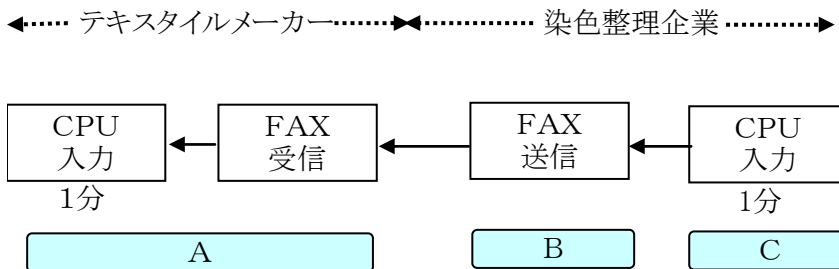 テキスタイルメーカー
染色整理企業
CPU
入力
FAX
受信
FAX
送信
CPU
入力
1分
1分
A
B
C